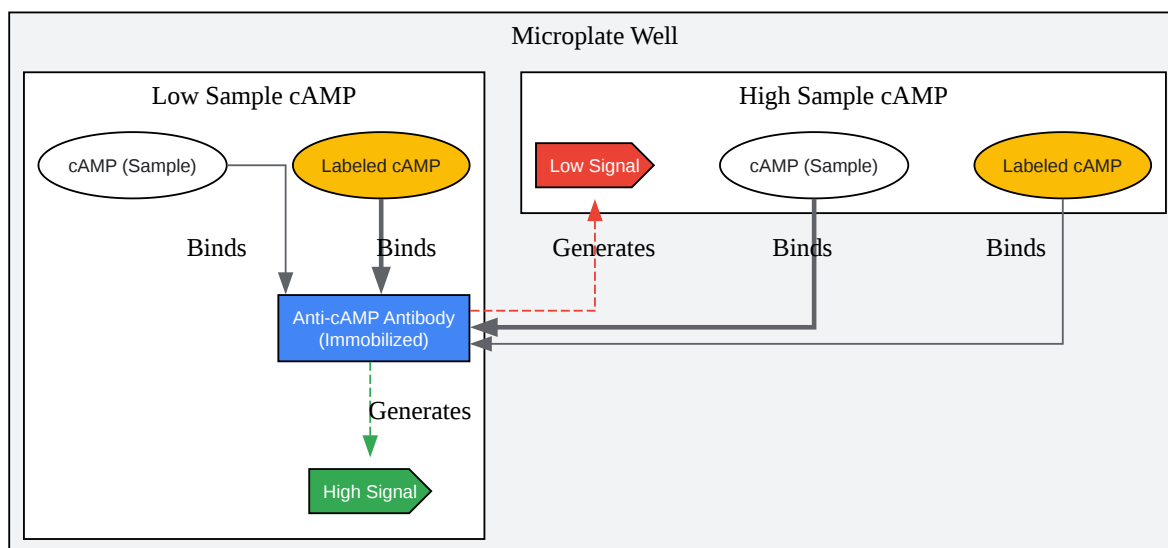 Microplate Well
Low Sample cAMP
High Sample cAMP
cAMP (Sample)
Labeled cAMP
Low Signal
cAMP (Sample)
Labeled cAMP
Binds
Binds
Generates
Binds
Binds
Anti-cAMP Antibody
(Immobilized)
Generates
High Signal